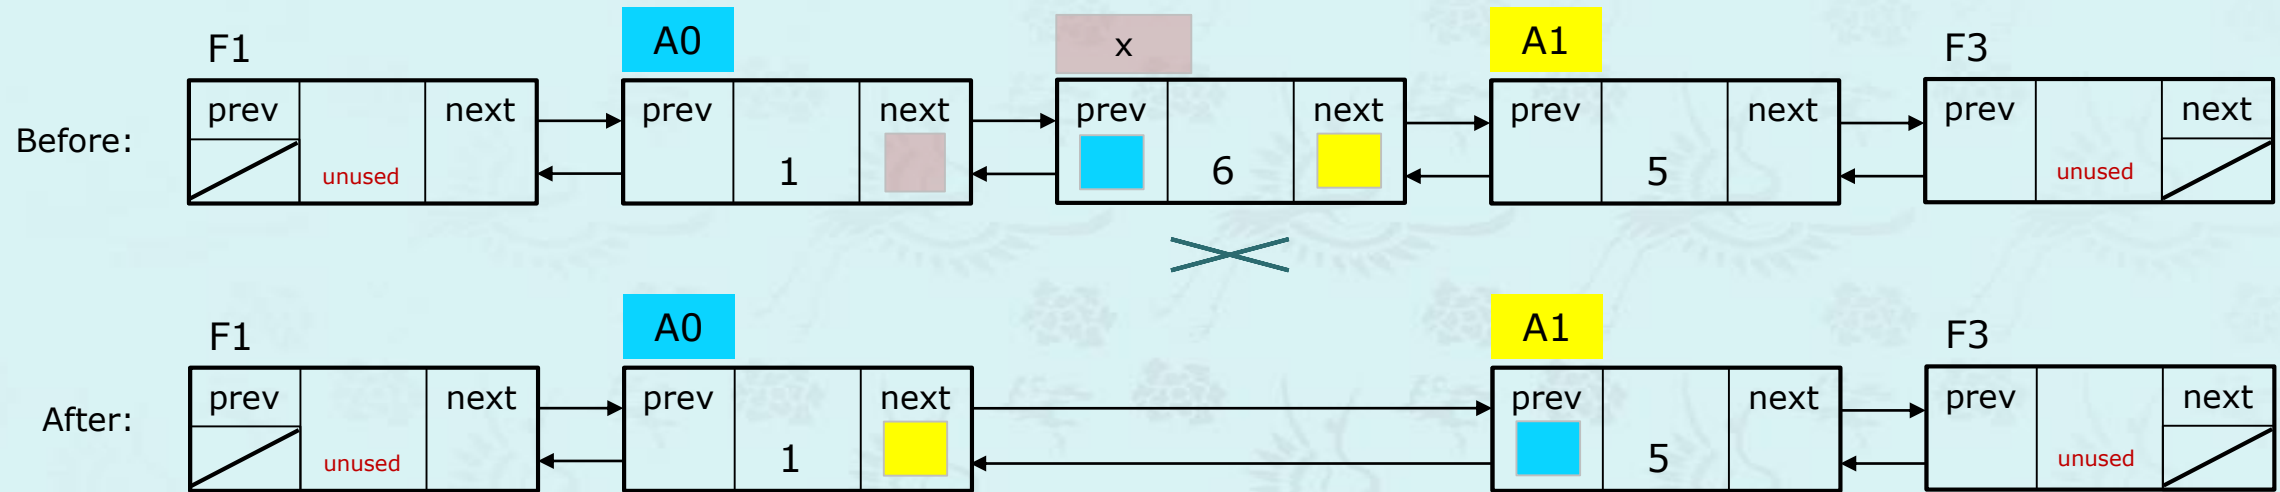 F1 A0 x A1 F3
Before: prev unused next prev 1 next prev 6 next prev 5 next prev unused next
F1 A0 A1 F3
After: prev unused next prev 1 next prev 5 next prev unused next